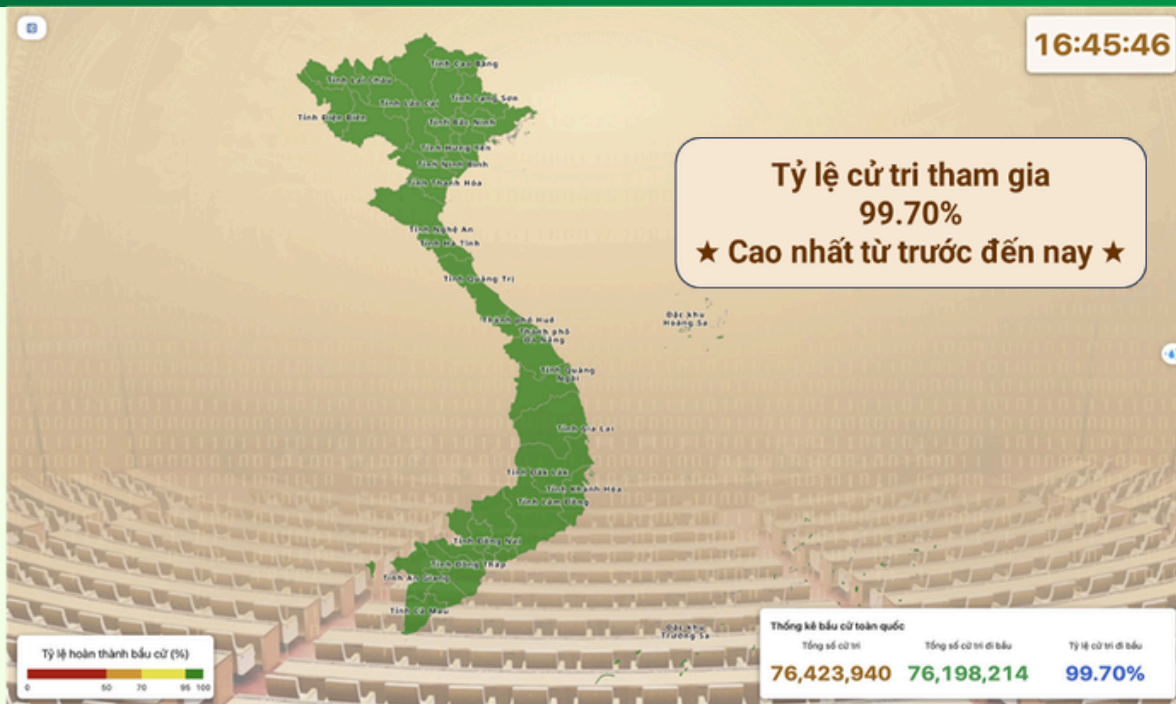 16:45:46
Tỷ lệ cử tri tham gia
99.70%
★ Cao nhất từ trước đến nay ★
Tỉnh Cao Bằng
Tỉnh Lai Châu
Tỉnh Lạng Sơn
Tỉnh Lào Cai
Tỉnh Điện Biên
Tỉnh Bắc Ninh
Tỉnh Hưng Yên
Tỉnh Ninh Bình
Tỉnh Thanh Hóa
Tỉnh Nghệ An
Tỉnh Hà Tĩnh
Tỉnh Quảng Trị
Thành phố Huế
Thành phố
Đà Nẵng
Đặc khu
Hoàng Sa
Tỉnh Quảng
Ngãi
Tỉnh Gia Lai
Tỉnh Đắk Lắk
Tỉnh Khánh Hòa
Tỉnh Lâm Đồng
Tỉnh Đồng Nai
Tỉnh Đồng Tháp
Tỉnh An Giang
Tỉnh Cà Mau
Đặc khu
Trường Sa
Tỷ lệ hoàn thành bầu cử (%)
0 50 70 95 100
Thống kê bầu cử toàn quốc
Tổng số cử tri Tổng số cử tri đi bầu Tỷ lệ cử tri đi bầu
76,423,940 76,198,214 99.70%